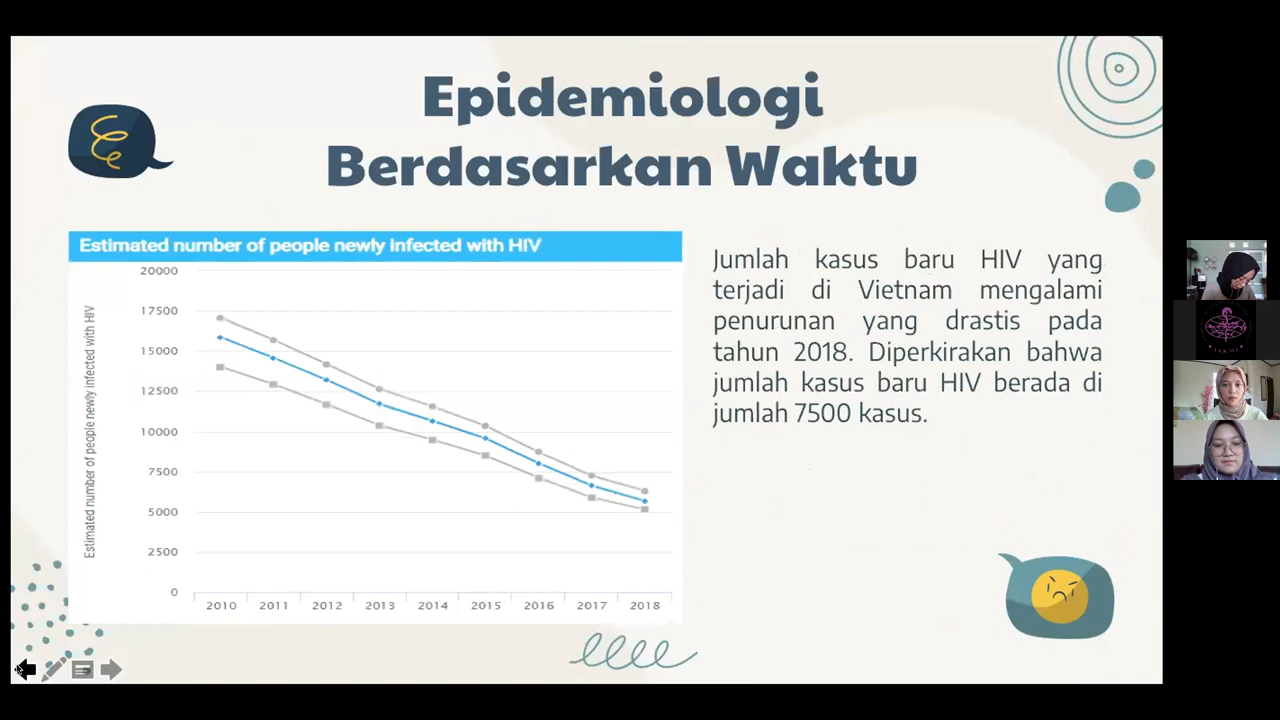 Epidemiologi
Berdasarkan Waktu
Estimated number of people newly infected with HIV
Estimated number of people newly infected with HIV
20000
17500
15000
12500
10000
7500
5000
2500
0
2010 2011 2012 2013 2014 2015 2016 2017 2018
Jumlah kasus baru HIV yang
terjadi di Vietnam mengalami
penurunan yang drastis pada
tahun 2018. Diperkirakan bahwa
jumlah kasus baru HIV berada di
jumlah 7500 kasus.